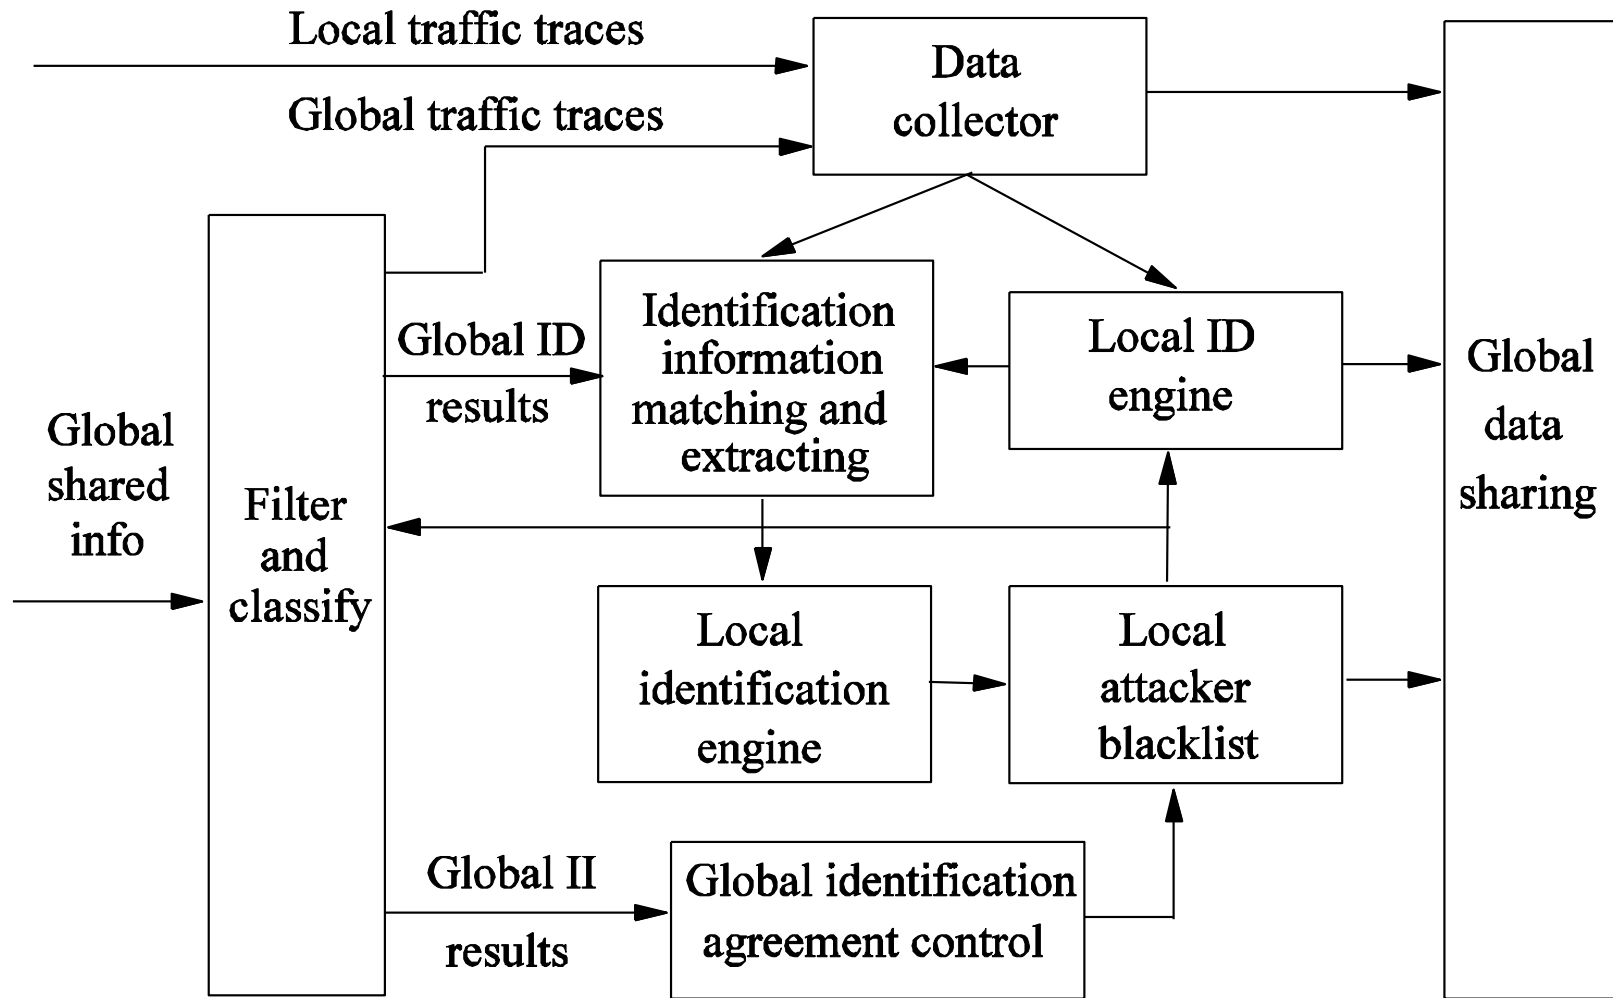 Local traffic traces
Global traffic traces
Data
collector
Global
shared
info
Filter
and
classify
Global ID
results
Identification
information
matching and
extracting
Local ID
engine
Global
data
sharing
Local
identification
engine
Local
attacker
blacklist
Global II
results
Global identification
agreement control